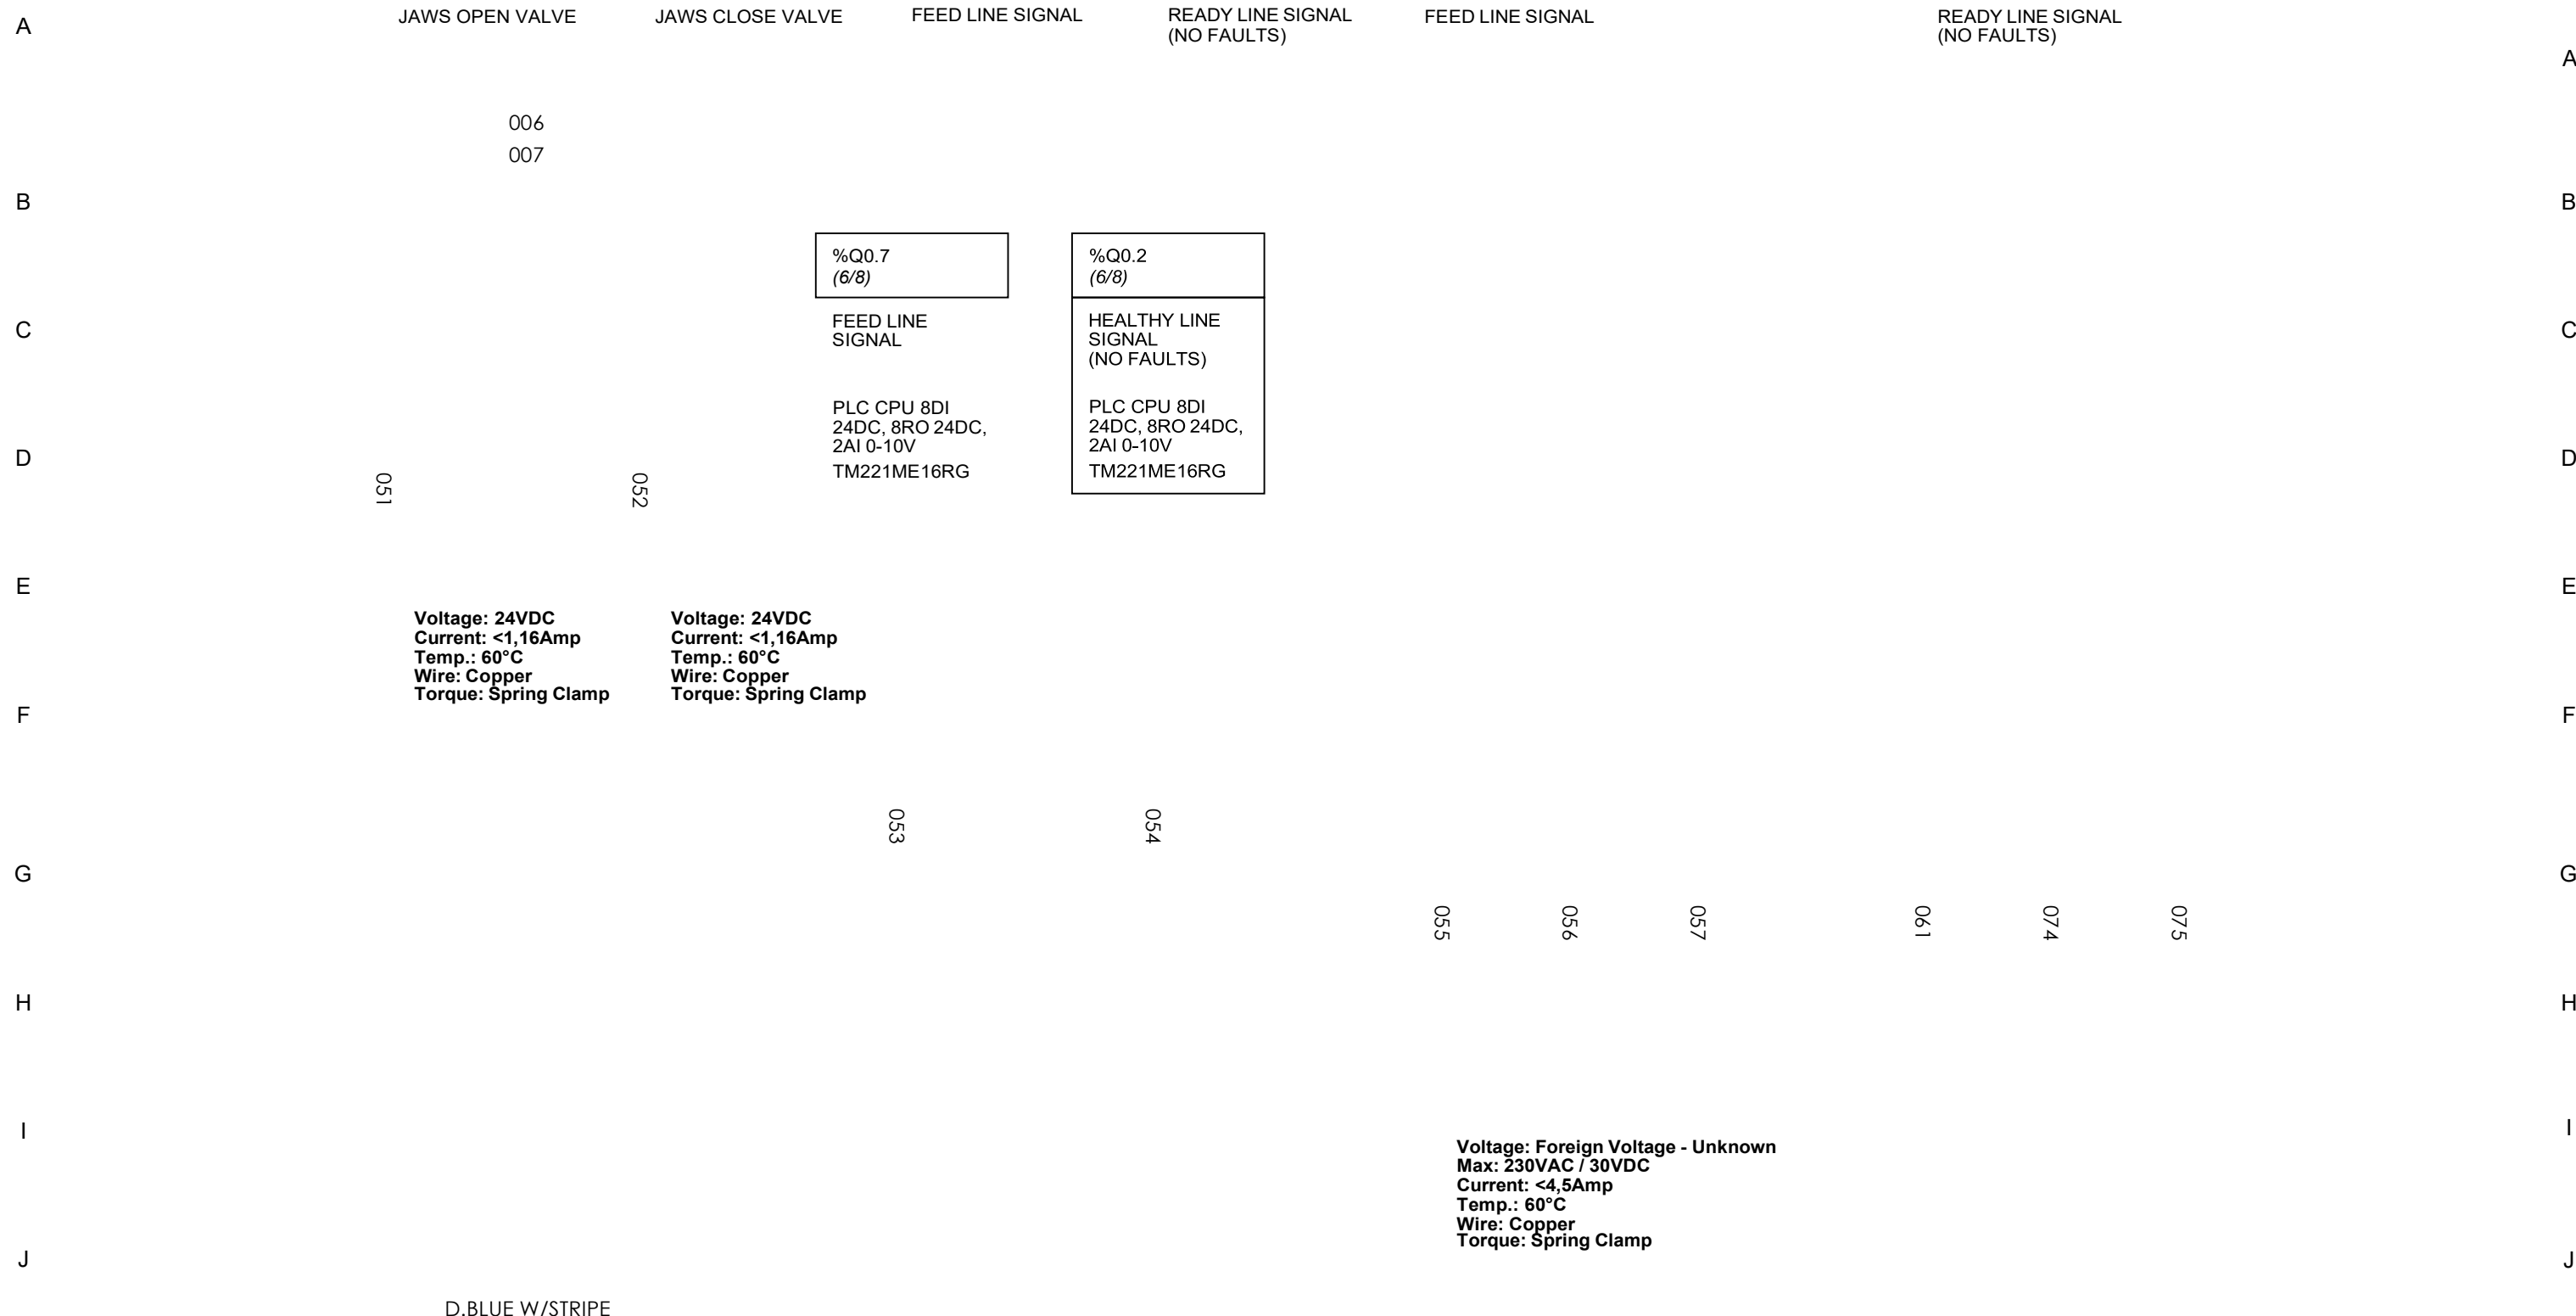 JAWS OPEN VALVE
JAWS CLOSE VALVE
FEED LINE SIGNAL
READY LINE SIGNAL
(NO FAULTS)
FEED LINE SIGNAL
READY LINE SIGNAL
(NO FAULTS)
A
A
006
007
B
B
%Q0.7
(6/8)
%Q0.2
(6/8)
C
C
FEED LINE
SIGNAL
HEALTHY LINE
SIGNAL
(NO FAULTS)
PLC CPU 8DI
24DC, 8RO 24DC,
2AI 0-10V
TM221ME16RG
PLC CPU 8DI
24DC, 8RO 24DC,
2AI 0-10V
TM221ME16RG
D
D
051
052
E
E
Voltage: 24VDC
Current: <1,16Amp
Temp.: 60°C
Wire: Copper
Torque: Spring Clamp
Voltage: 24VDC
Current: <1,16Amp
Temp.: 60°C
Wire: Copper
Torque: Spring Clamp
F
F
053
054
G
G
055
056
057
061
074
075
H
H
I
I
Voltage: Foreign Voltage - Unknown
Max: 230VAC / 30VDC
Current: <4,5Amp
Temp.: 60°C
Wire: Copper
Torque: Spring Clamp
J
J
D.BLUE W/STRIPE